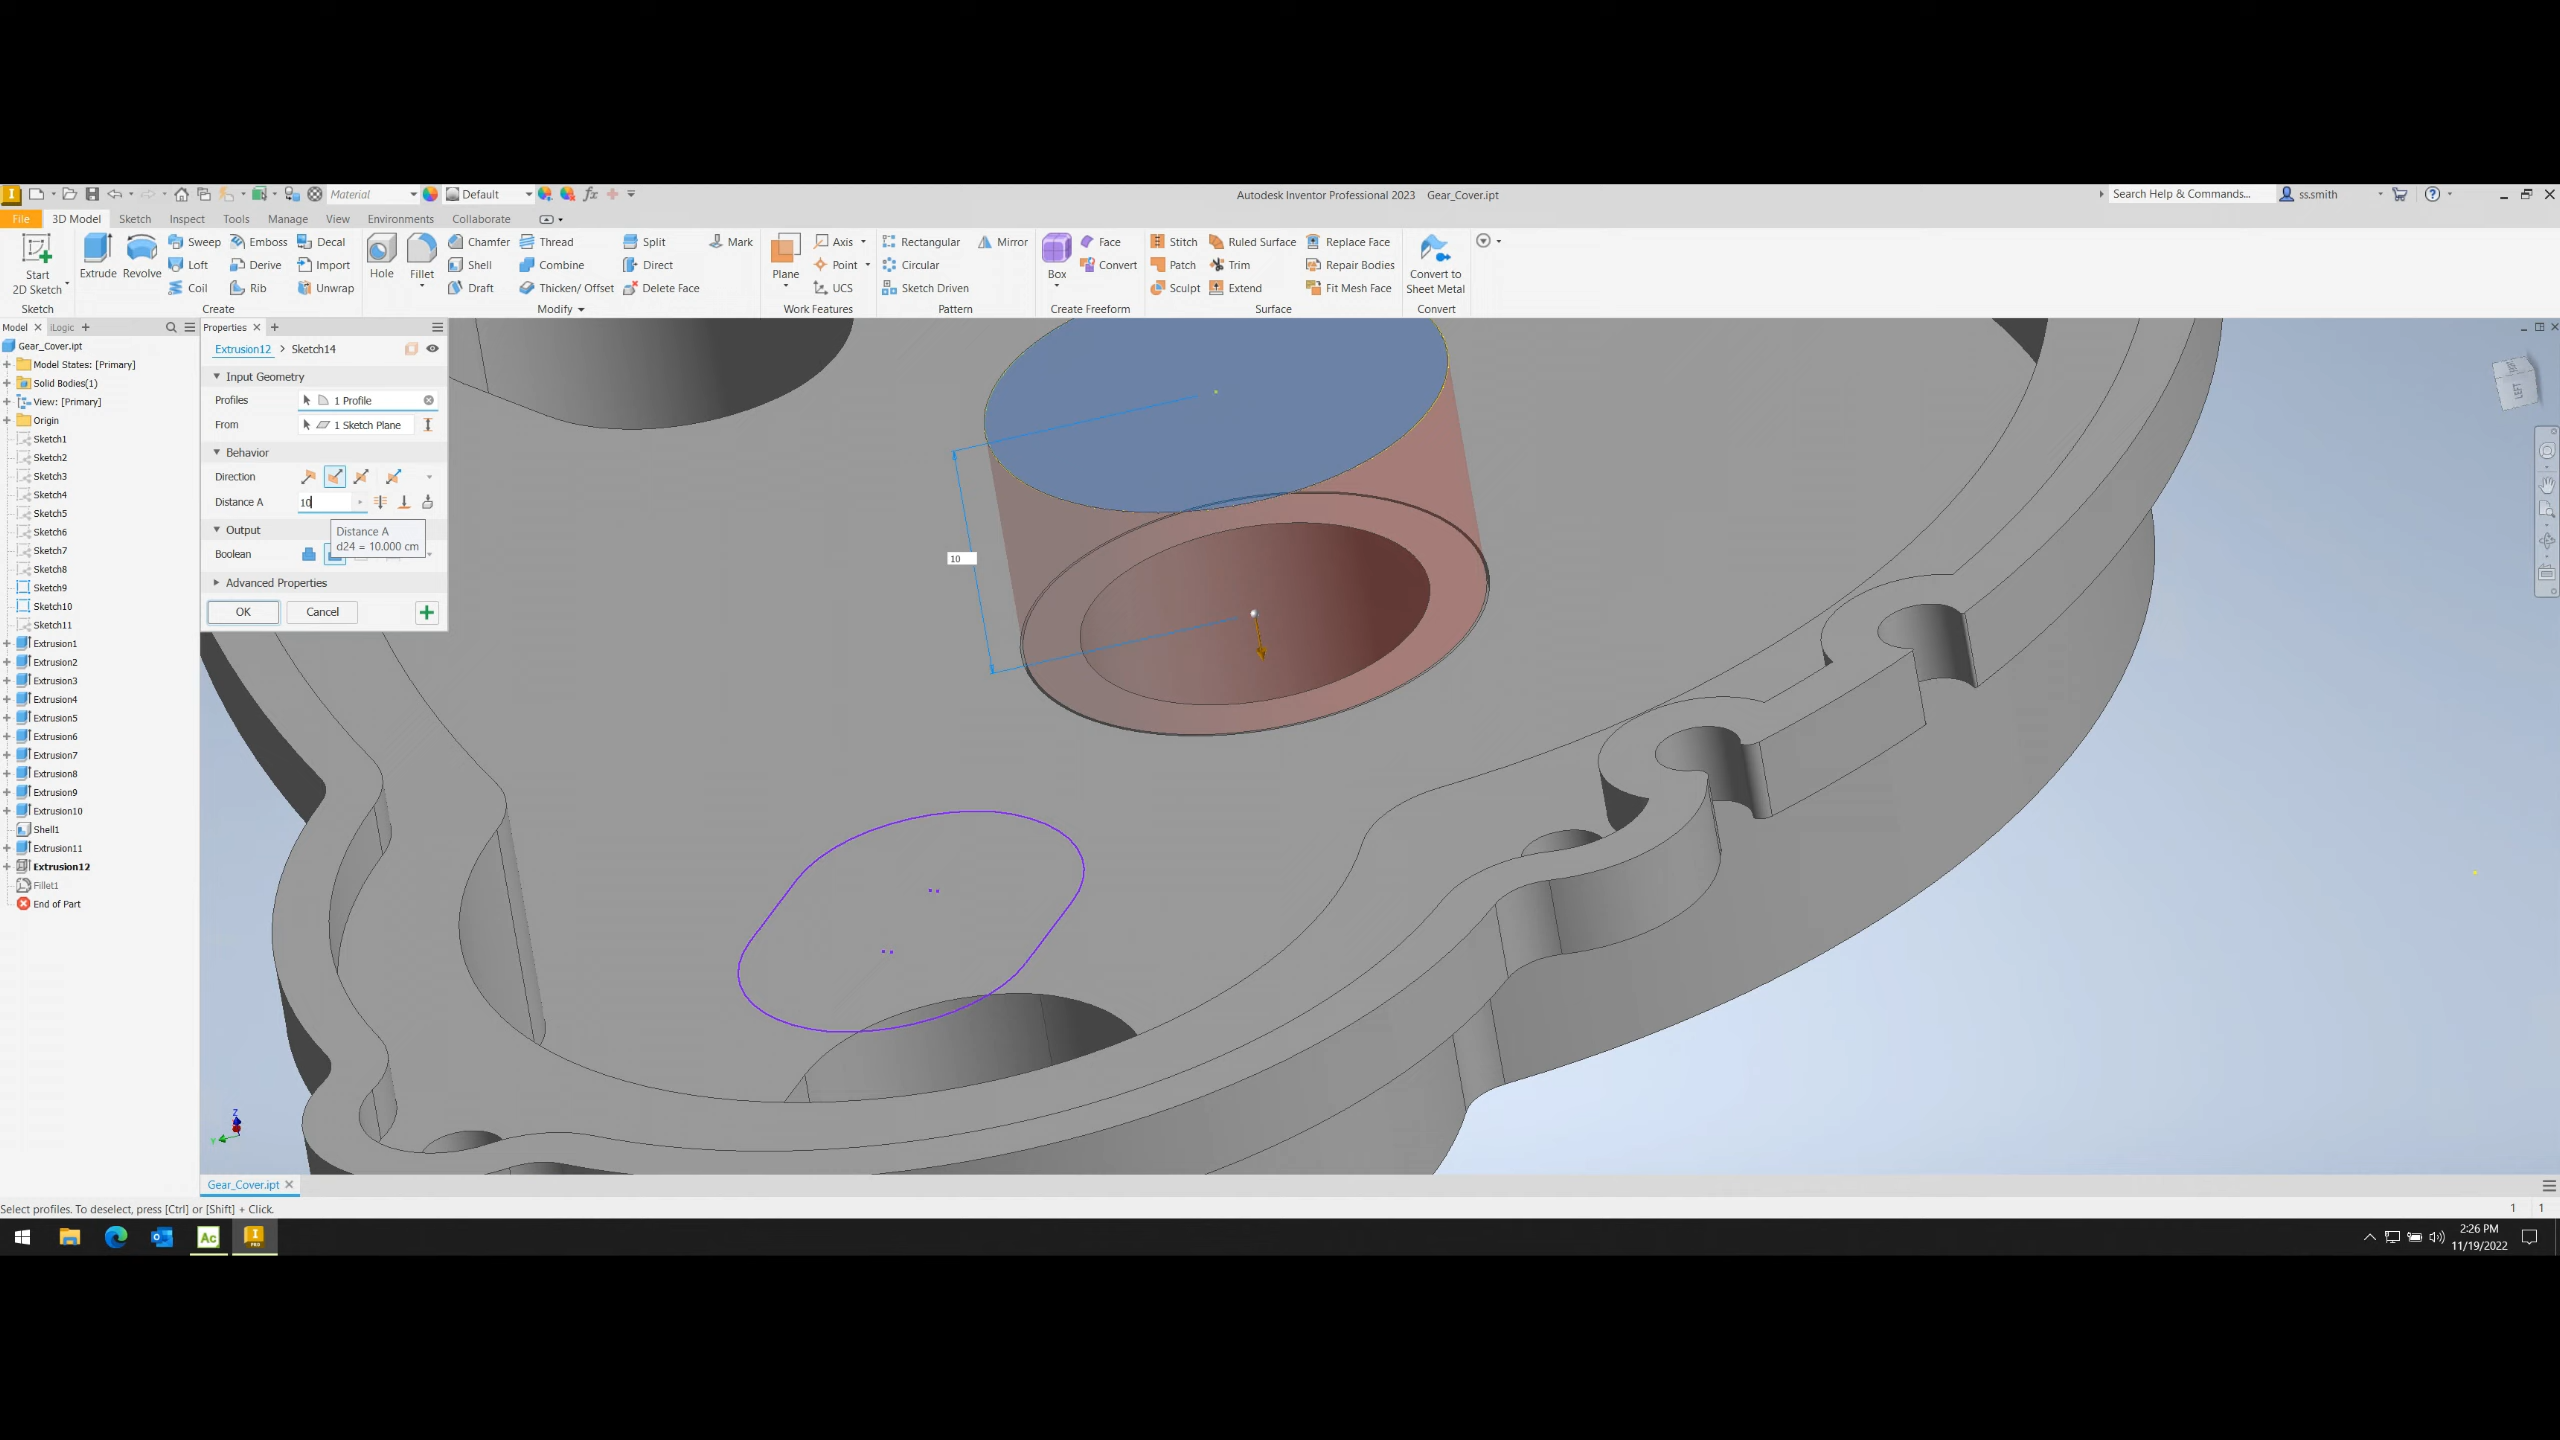 Material
Default
Autodesk Inventor Professional 2023 Gear_Cover.ipt
Search Help & Commands...
ss.smith
File 3D Model Sketch Inspect Tools Manage View Environments Collaborate
Start
2D Sketch
Extrude
Revolve
Sweep
Loft
Coil
Emboss
Derive
Rib
Decal
Import
Unwrap
Hole
Fillet
Chamfer
Shell
Draft
Thread
Combine
Thicken/ Offset
Split
Direct
Delete Face
Mark
Plane
Axis
Point
UCS
Rectangular
Circular
Sketch Driven
Mirror
Box
Face
Convert
Stitch
Patch
Sculpt
Ruled Surface
Trim
Extend
Replace Face
Repair Bodies
Fit Mesh Face
Convert to
Sheet Metal
Sketch Create Modify Work Features Pattern Create Freeform Surface Convert
Model iLogic
Gear_Cover.ipt
Model States: [Primary]
Solid Bodies(1)
View: [Primary]
Origin
Sketch1
Sketch2
Sketch3
Sketch4
Sketch5
Sketch6
Sketch7
Sketch8
Sketch9
Sketch10
Sketch11
Extrusion1
Extrusion2
Extrusion3
Extrusion4
Extrusion5
Extrusion6
Extrusion7
Extrusion8
Extrusion9
Extrusion10
Shell1
Extrusion11
Extrusion12
Fillet1
End of Part
Properties
Extrusion12 > Sketch14
Input Geometry
Profiles 1 Profile
From 1 Sketch Plane
Behavior
Direction
Distance A 10
Output
Distance A
d24 = 10.000 cm
Boolean
Advanced Properties
OK Cancel
10
LEFT
Z
Y
Gear_Cover.ipt
Select profiles. To deselect, press [Ctrl] or [Shift] + Click.
1 1
Ac
I
PRO
2:26 PM
11/19/2022